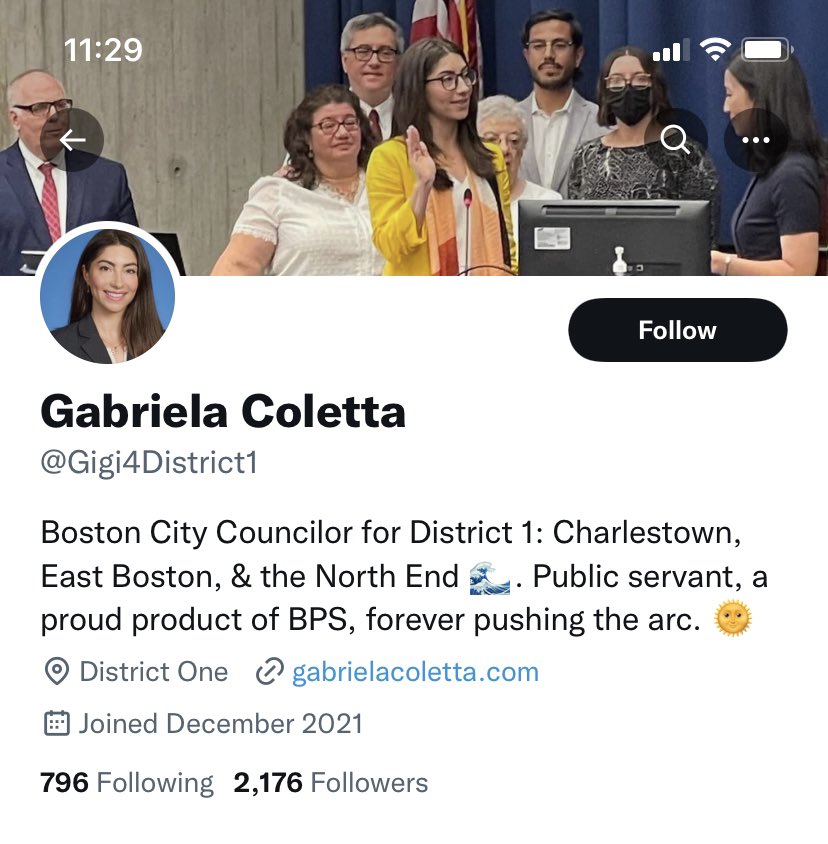 11:29
Follow
Gabriela Coletta
@Gigi4District1
Boston City Councilor for District 1: Charlestown,
East Boston, & the North End 🌊. Public servant, a
proud product of BPS, forever pushing the arc. 🌞
District One gabrielacoletta.com
Joined December 2021
796 Following 2,176 Followers